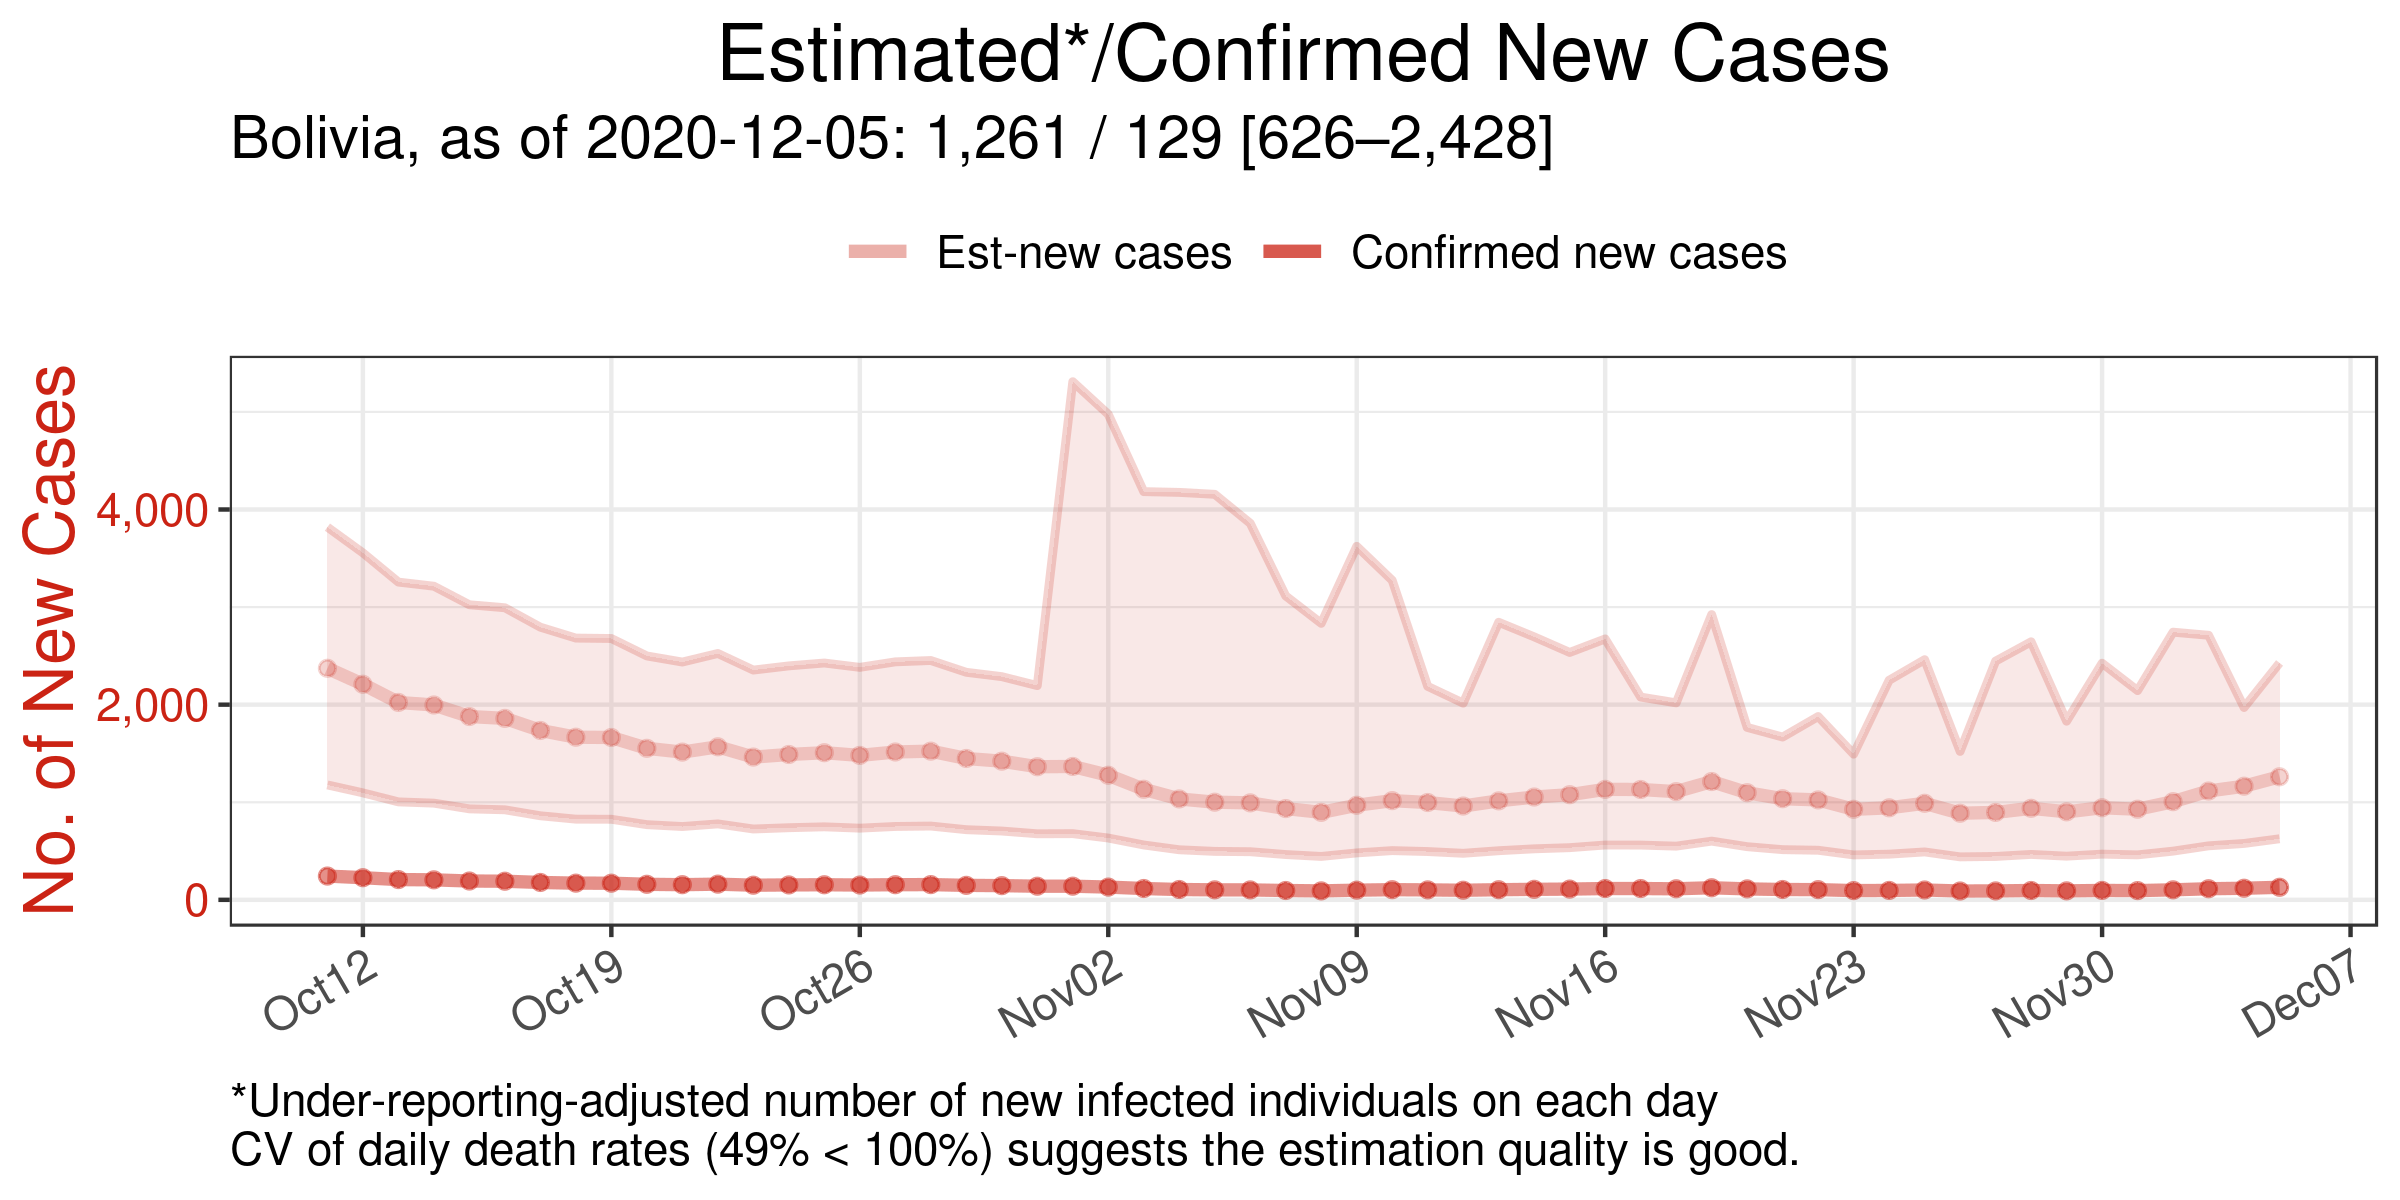 Estimated*/Confirmed New Cases
Bolivia, as of 2020-12-05: 1,261 / 129 [626–2,428]
Est-new cases
Confirmed new cases
No. of New Cases
4,000
2,000
0
Oct12
Oct19
Oct26
Nov02
Nov09
Nov16
Nov23
Nov30
Dec07
*Under-reporting-adjusted number of new infected individuals on each day
CV of daily death rates (49% < 100%) suggests the estimation quality is good.